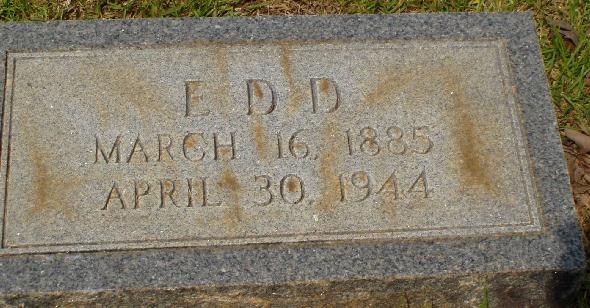 EDD
MARCH 16, 1885
APRIL 30, 1944